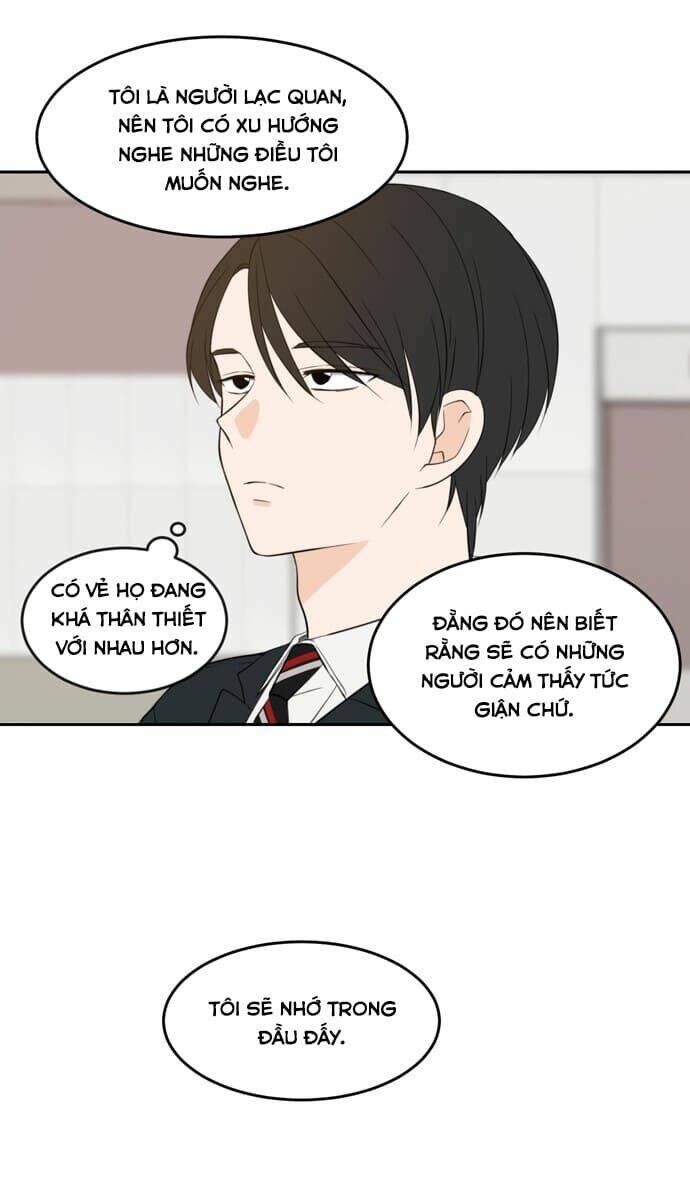 TÔI LÀ NGƯỜI LẠC QUAN,
NÊN TÔI CÓ XU HƯỚNG
NGHE NHỮNG ĐIỀU TÔI
MUỐN NGHE.
CÓ VẺ HỌ ĐANG
KHÁ THÂN THIẾT
VỚI NHAU HƠN.
ĐẰNG ĐÓ NÊN BIẾT
RẰNG SẼ CÓ NHỮNG
NGƯỜI CẢM THẤY TỨC
GIẬN CHỨ.
TÔI SẼ NHỚ TRONG
ĐẦU ĐẤY.